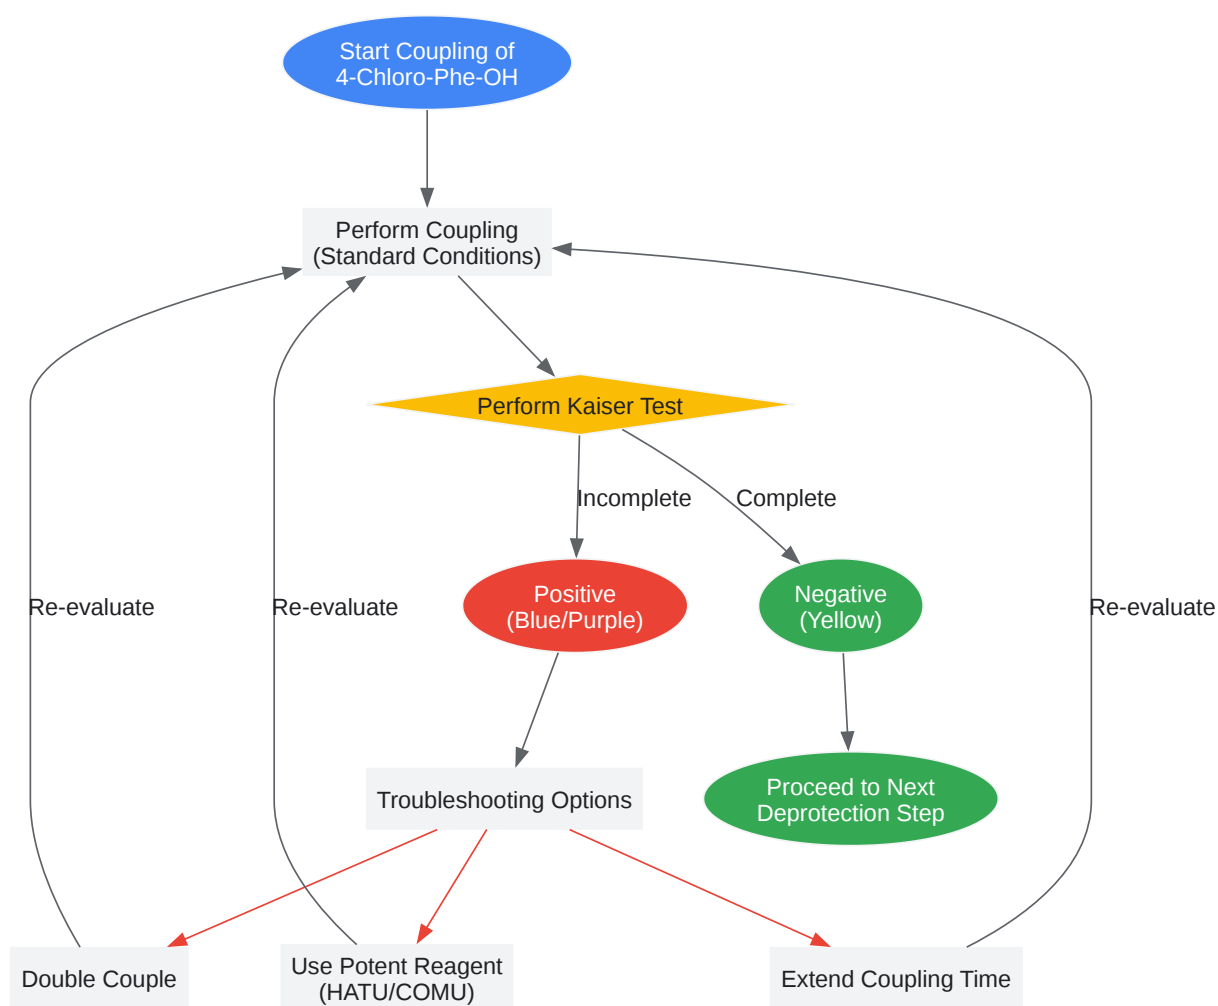 Start Coupling of
4-Chloro-Phe-OH
Perform Coupling
(Standard Conditions)
Perform Kaiser Test
Incomplete
Complete
Positive
(Blue/Purple)
Negative
(Yellow)
Re-evaluate
Re-evaluate
Re-evaluate
Troubleshooting Options
Proceed to Next
Deprotection Step
Double Couple
Use Potent Reagent
(HATU/COMU)
Extend Coupling Time